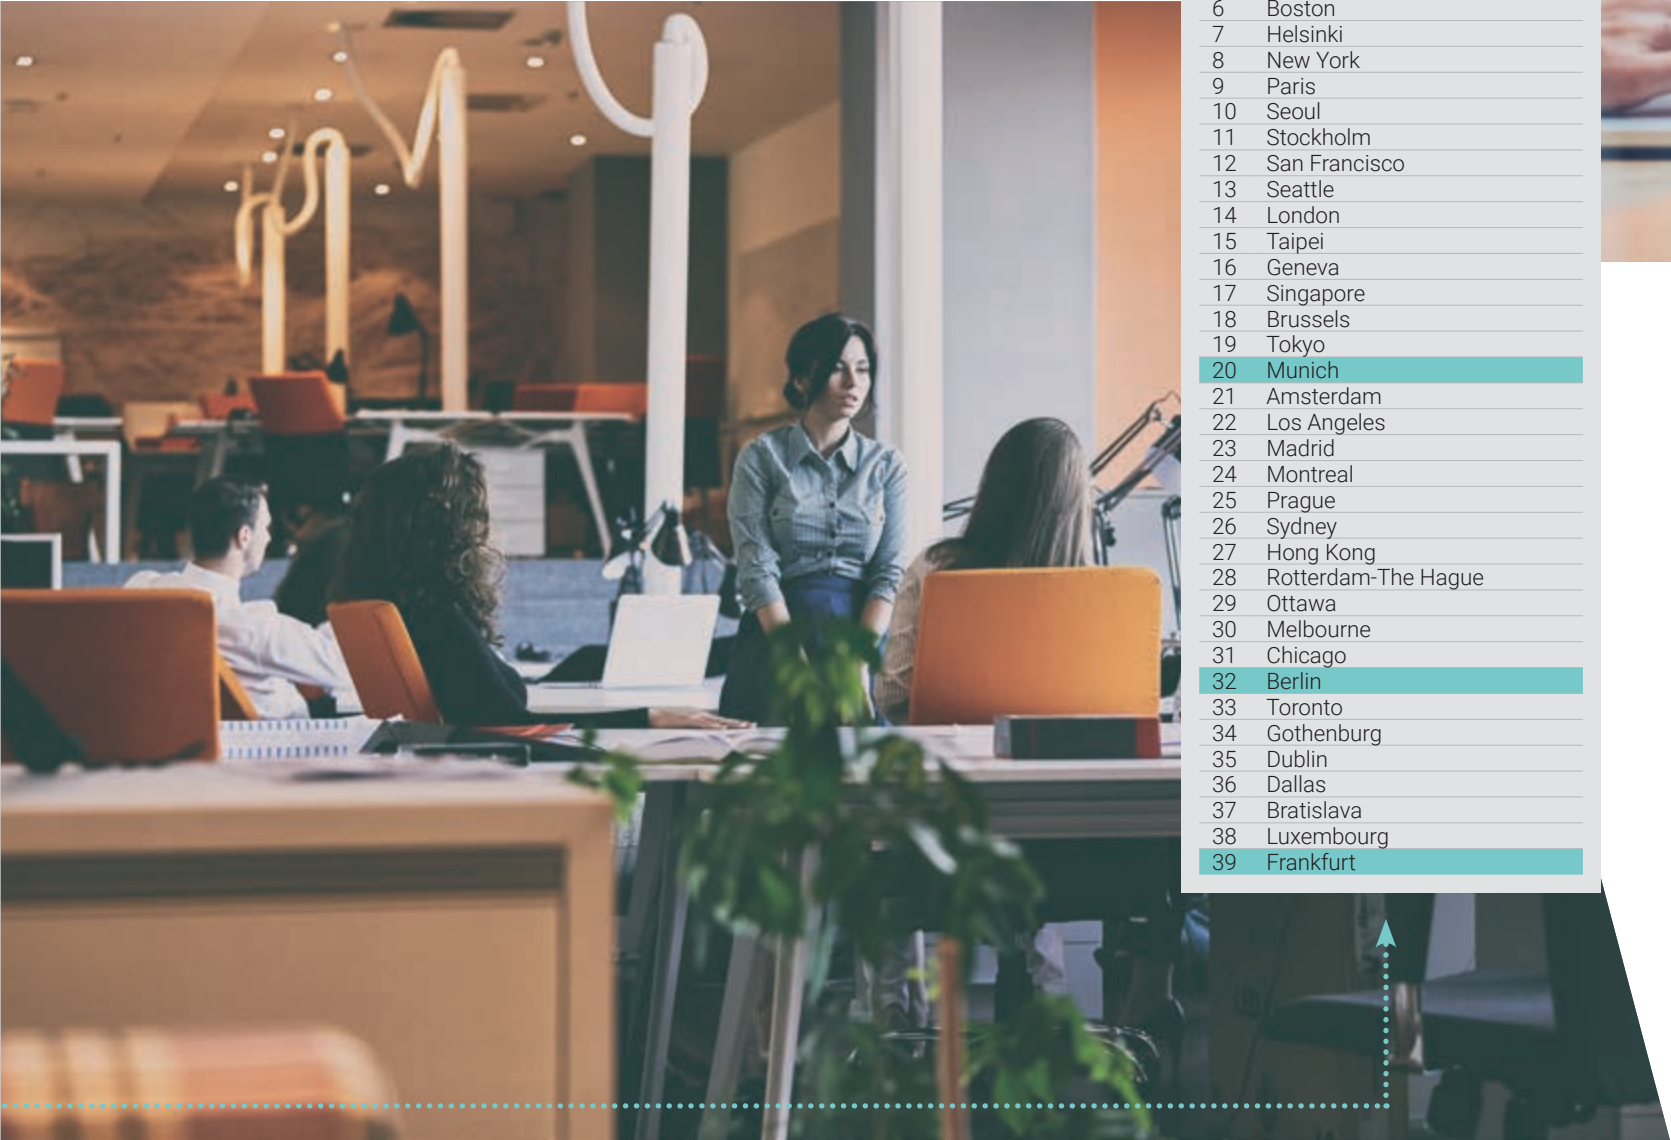 6 Boston
7 Helsinki
8 New York
9 Paris
10 Seoul
11 Stockholm
12 San Francisco
13 Seattle
14 London
15 Taipei
16 Geneva
17 Singapore
18 Brussels
19 Tokyo
20 Munich
21 Amsterdam
22 Los Angeles
23 Madrid
24 Montreal
25 Prague
26 Sydney
27 Hong Kong
28 Rotterdam-The Hague
29 Ottawa
30 Melbourne
31 Chicago
32 Berlin
33 Toronto
34 Gothenburg
35 Dublin
36 Dallas
37 Bratislava
38 Luxembourg
39 Frankfurt